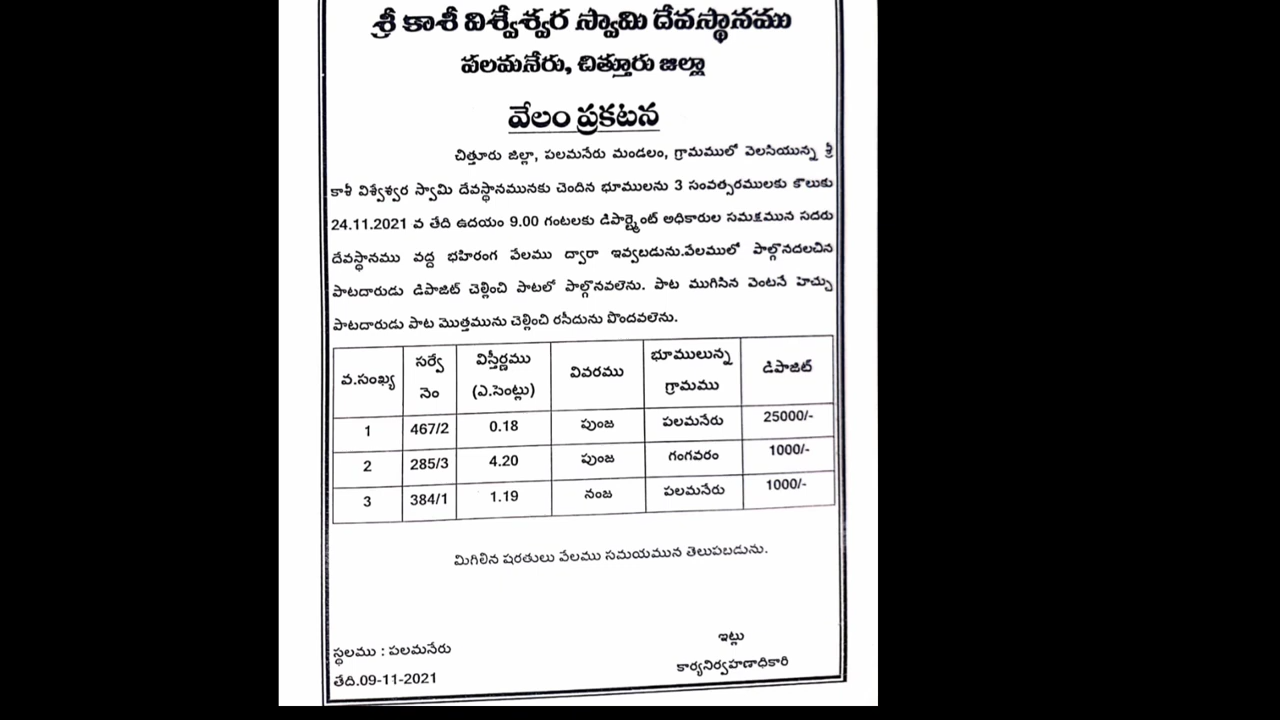 శ్రీ కాశీ విశ్వేశ్వర స్వామి దేవస్థానము
పలమనేరు, చిత్తూరు జిల్లా
వేలం ప్రకటన
చిత్తూరు జిల్లా, పలమనేరు మండలం, గ్రామములో వెలసియున్న శ్రీ
కాశీ విశ్వేశ్వర స్వామి దేవస్థానమునకు చెందిన భూములను 3 సంవత్సరములకు కౌలుకు
24.11.2021 వ తేది ఉదయం 9.00 గంటలకు డిపార్ట్మెంట్ అధికారుల సమక్షమున సదరు
దేవస్థానము వద్ద భహిరంగ వేలము ద్వారా ఇవ్వబడును.వేలములో పాల్గొనదలచిన
పాటదారుడు డిపాజిట్ చెల్లించి పాటలో పాల్గొనవలెను. పాట ముగిసిన వెంటనే హెచ్చు
పాటదారుడు పాట మొత్తమును చెల్లించి రసీదును పొందవలెను.
వ.సంఖ్య సర్వే నెం విస్తీర్ణము (ఎ.సెంట్లు) వివరము భూములున్న గ్రామము డిపాజిట్
1 467/2 0.18 పుంజ పలమనేరు 25000/-
2 285/3 4.20 పుంజ గంగవరం 1000/-
3 384/1 1.19 నంజ పలమనేరు 1000/-
మిగిలిన షరతులు వేలము సమయమున తెలుపబడును.
స్థలము : పలమనేరు
తేది.09-11-2021
ఇట్లు
కార్యనిర్వహణాధికారి